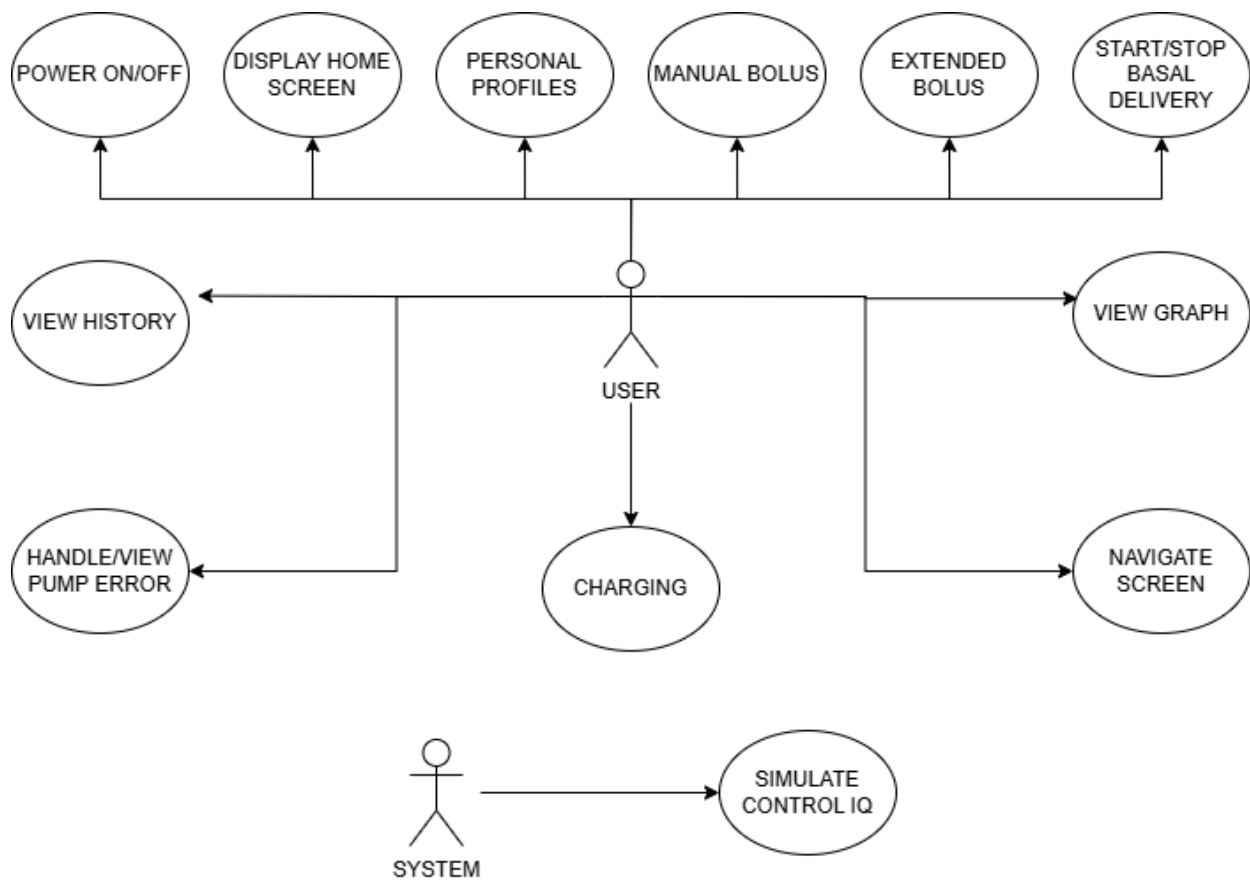 POWER ON/OFF
DISPLAY HOME
SCREEN
PERSONAL
PROFILES
MANUAL BOLUS
EXTENDED
BOLUS
START/STOP
BASAL
DELIVERY
VIEW HISTORY
VIEW GRAPH
USER
HANDLE/VIEW
PUMP ERROR
CHARGING
NAVIGATE
SCREEN
SIMULATE
CONTROL IQ
SYSTEM